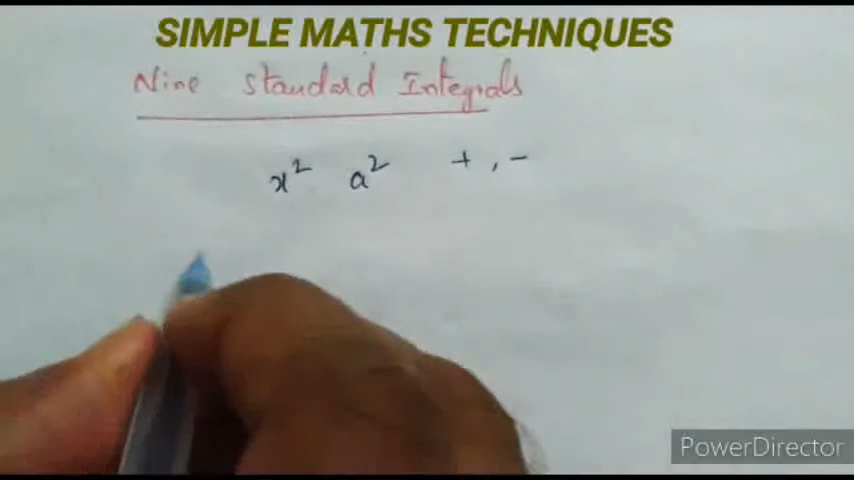 SIMPLE MATHS TECHNIQUES
Nine Standard Integrals
x² a² + , -
PowerDirector